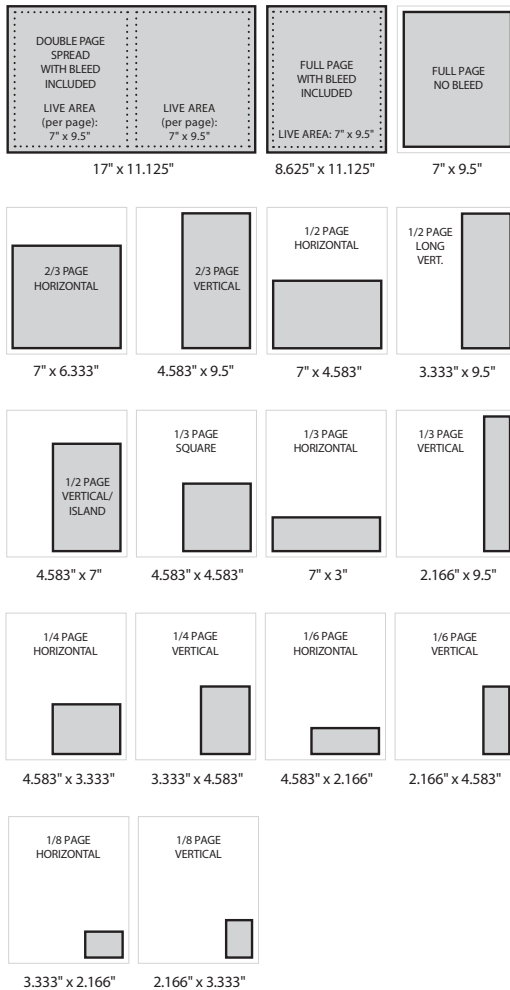 DOUBLE PAGE
SPREAD
WITH BLEED
INCLUDED
LIVE AREA
(per page):
7" x 9.5"
LIVE AREA
(per page):
7" x 9.5"
17" x 11.125"
FULL PAGE
WITH BLEED
INCLUDED
LIVE AREA: 7" x 9.5"
8.625" x 11.125"
FULL PAGE
NO BLEED
7" x 9.5"
2/3 PAGE
HORIZONTAL
7" x 6.333"
2/3 PAGE
VERTICAL
4.583" x 9.5"
1/2 PAGE
HORIZONTAL
7" x 4.583"
1/2 PAGE
LONG
VERT.
3.333" x 9.5"
1/2 PAGE
VERTICAL/
ISLAND
4.583" x 7"
1/3 PAGE
SQUARE
4.583" x 4.583"
1/3 PAGE
HORIZONTAL
7" x 3"
1/3 PAGE
VERTICAL
2.166" x 9.5"
1/4 PAGE
HORIZONTAL
4.583" x 3.333"
1/4 PAGE
VERTICAL
3.333" x 4.583"
1/6 PAGE
HORIZONTAL
4.583" x 2.166"
1/6 PAGE
VERTICAL
2.166" x 4.583"
1/8 PAGE
HORIZONTAL
3.333" x 2.166"
1/8 PAGE
VERTICAL
2.166" x 3.333"